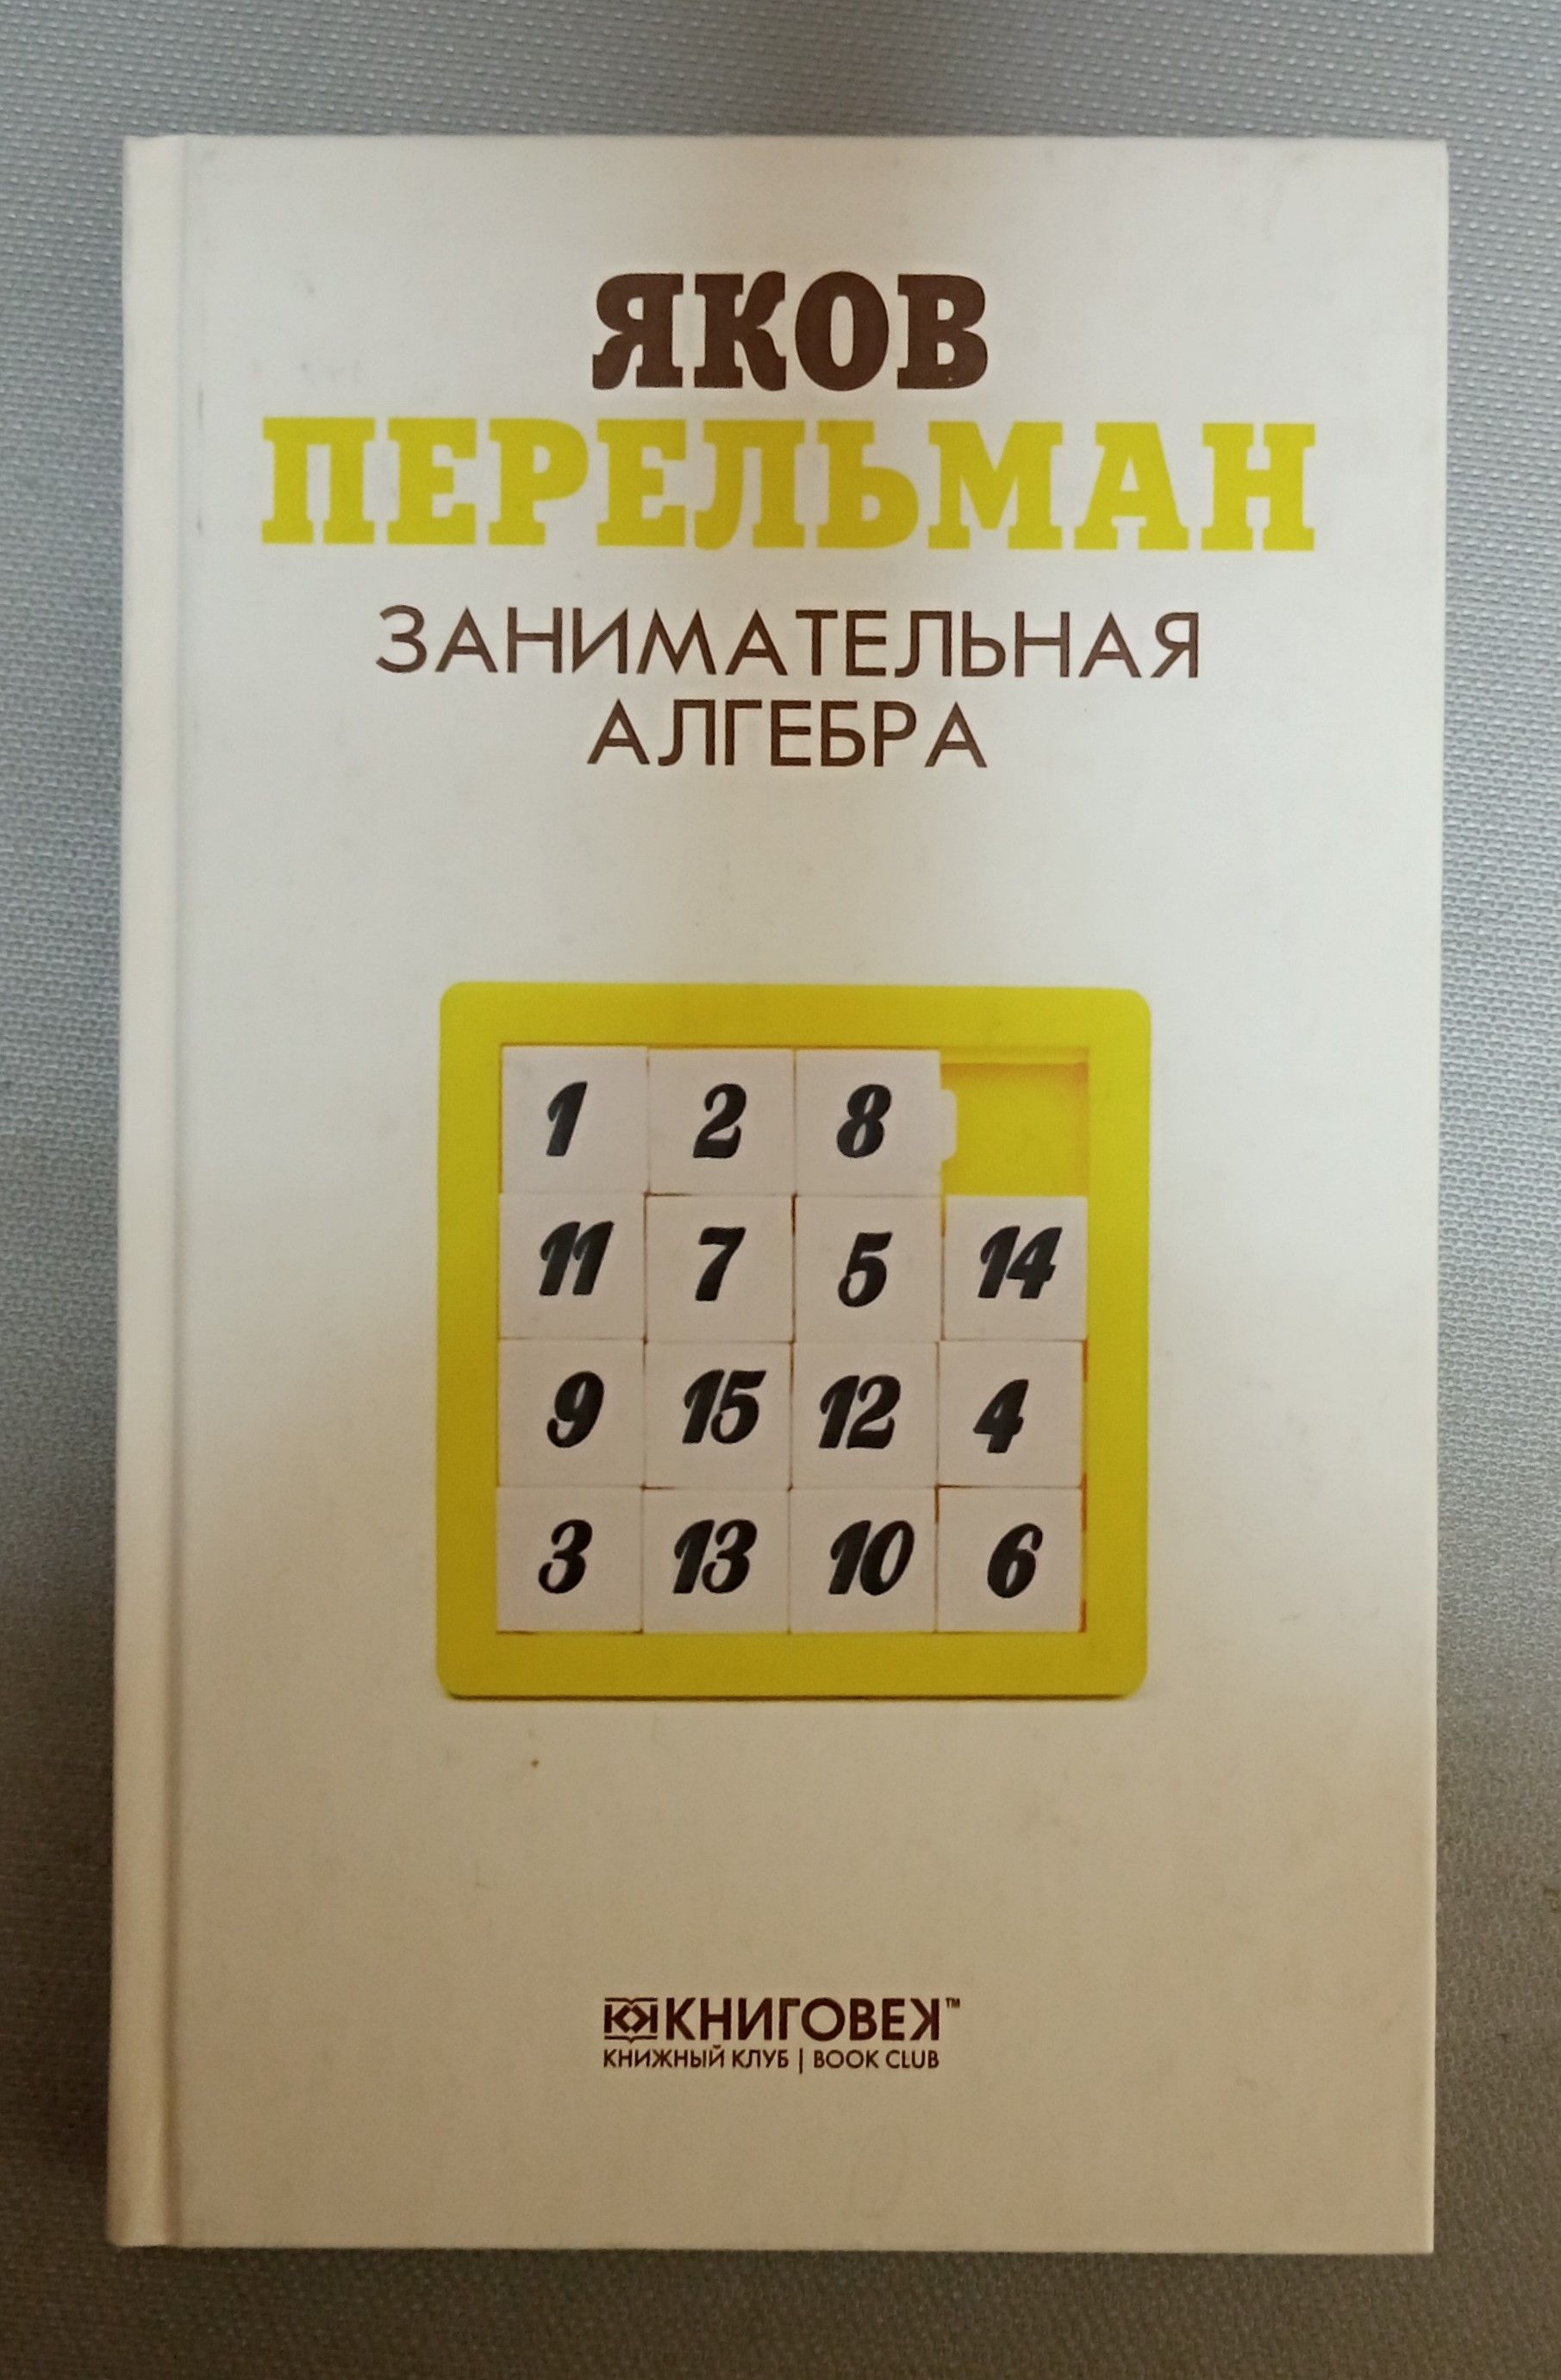 ЯКОВ
ПЕРЕЛЬМАН
ЗАНИМАТЕЛЬНАЯ
АЛГЕБРА
1 2 8
11 7 5 14
9 15 12 4
3 13 10 6
КНИГОВЕК™
КНИЖНЫЙ КЛУБ | BOOK CLUB